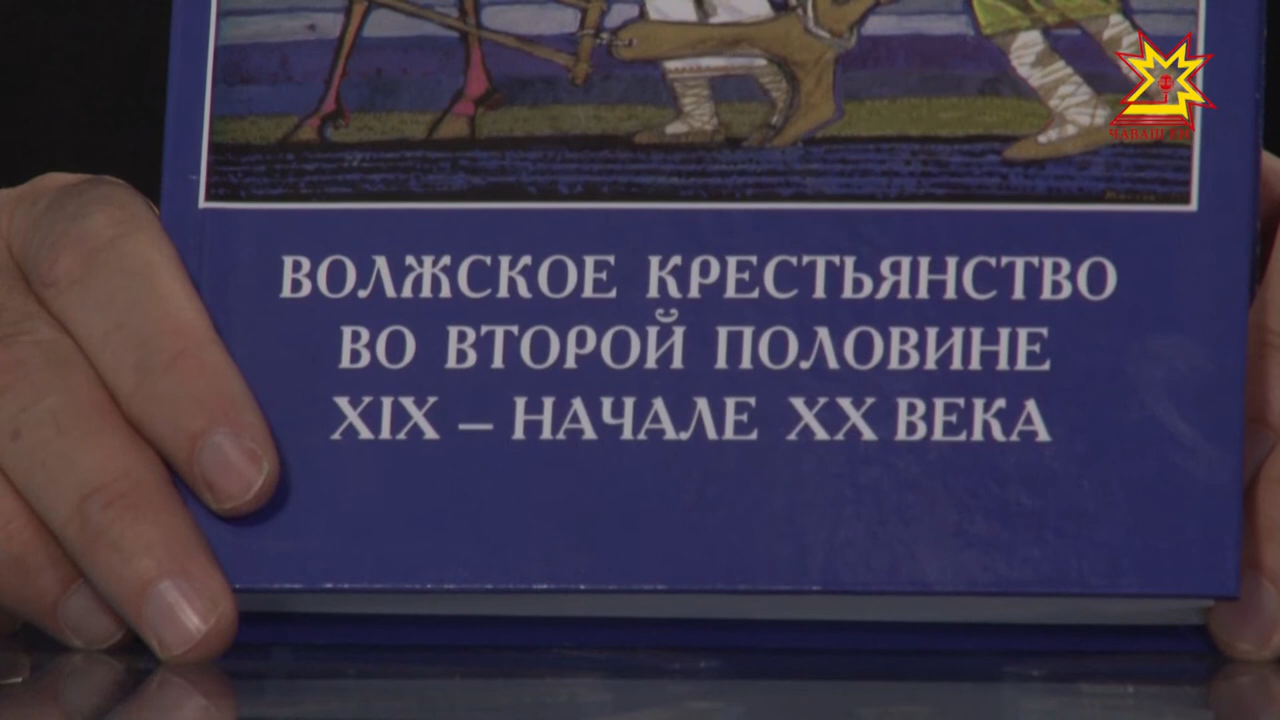 ВОЛЖСКОЕ КРЕСТЬЯНСТВО
ВО ВТОРОЙ ПОЛОВИНЕ
XIX – НАЧАЛЕ XX ВЕКА